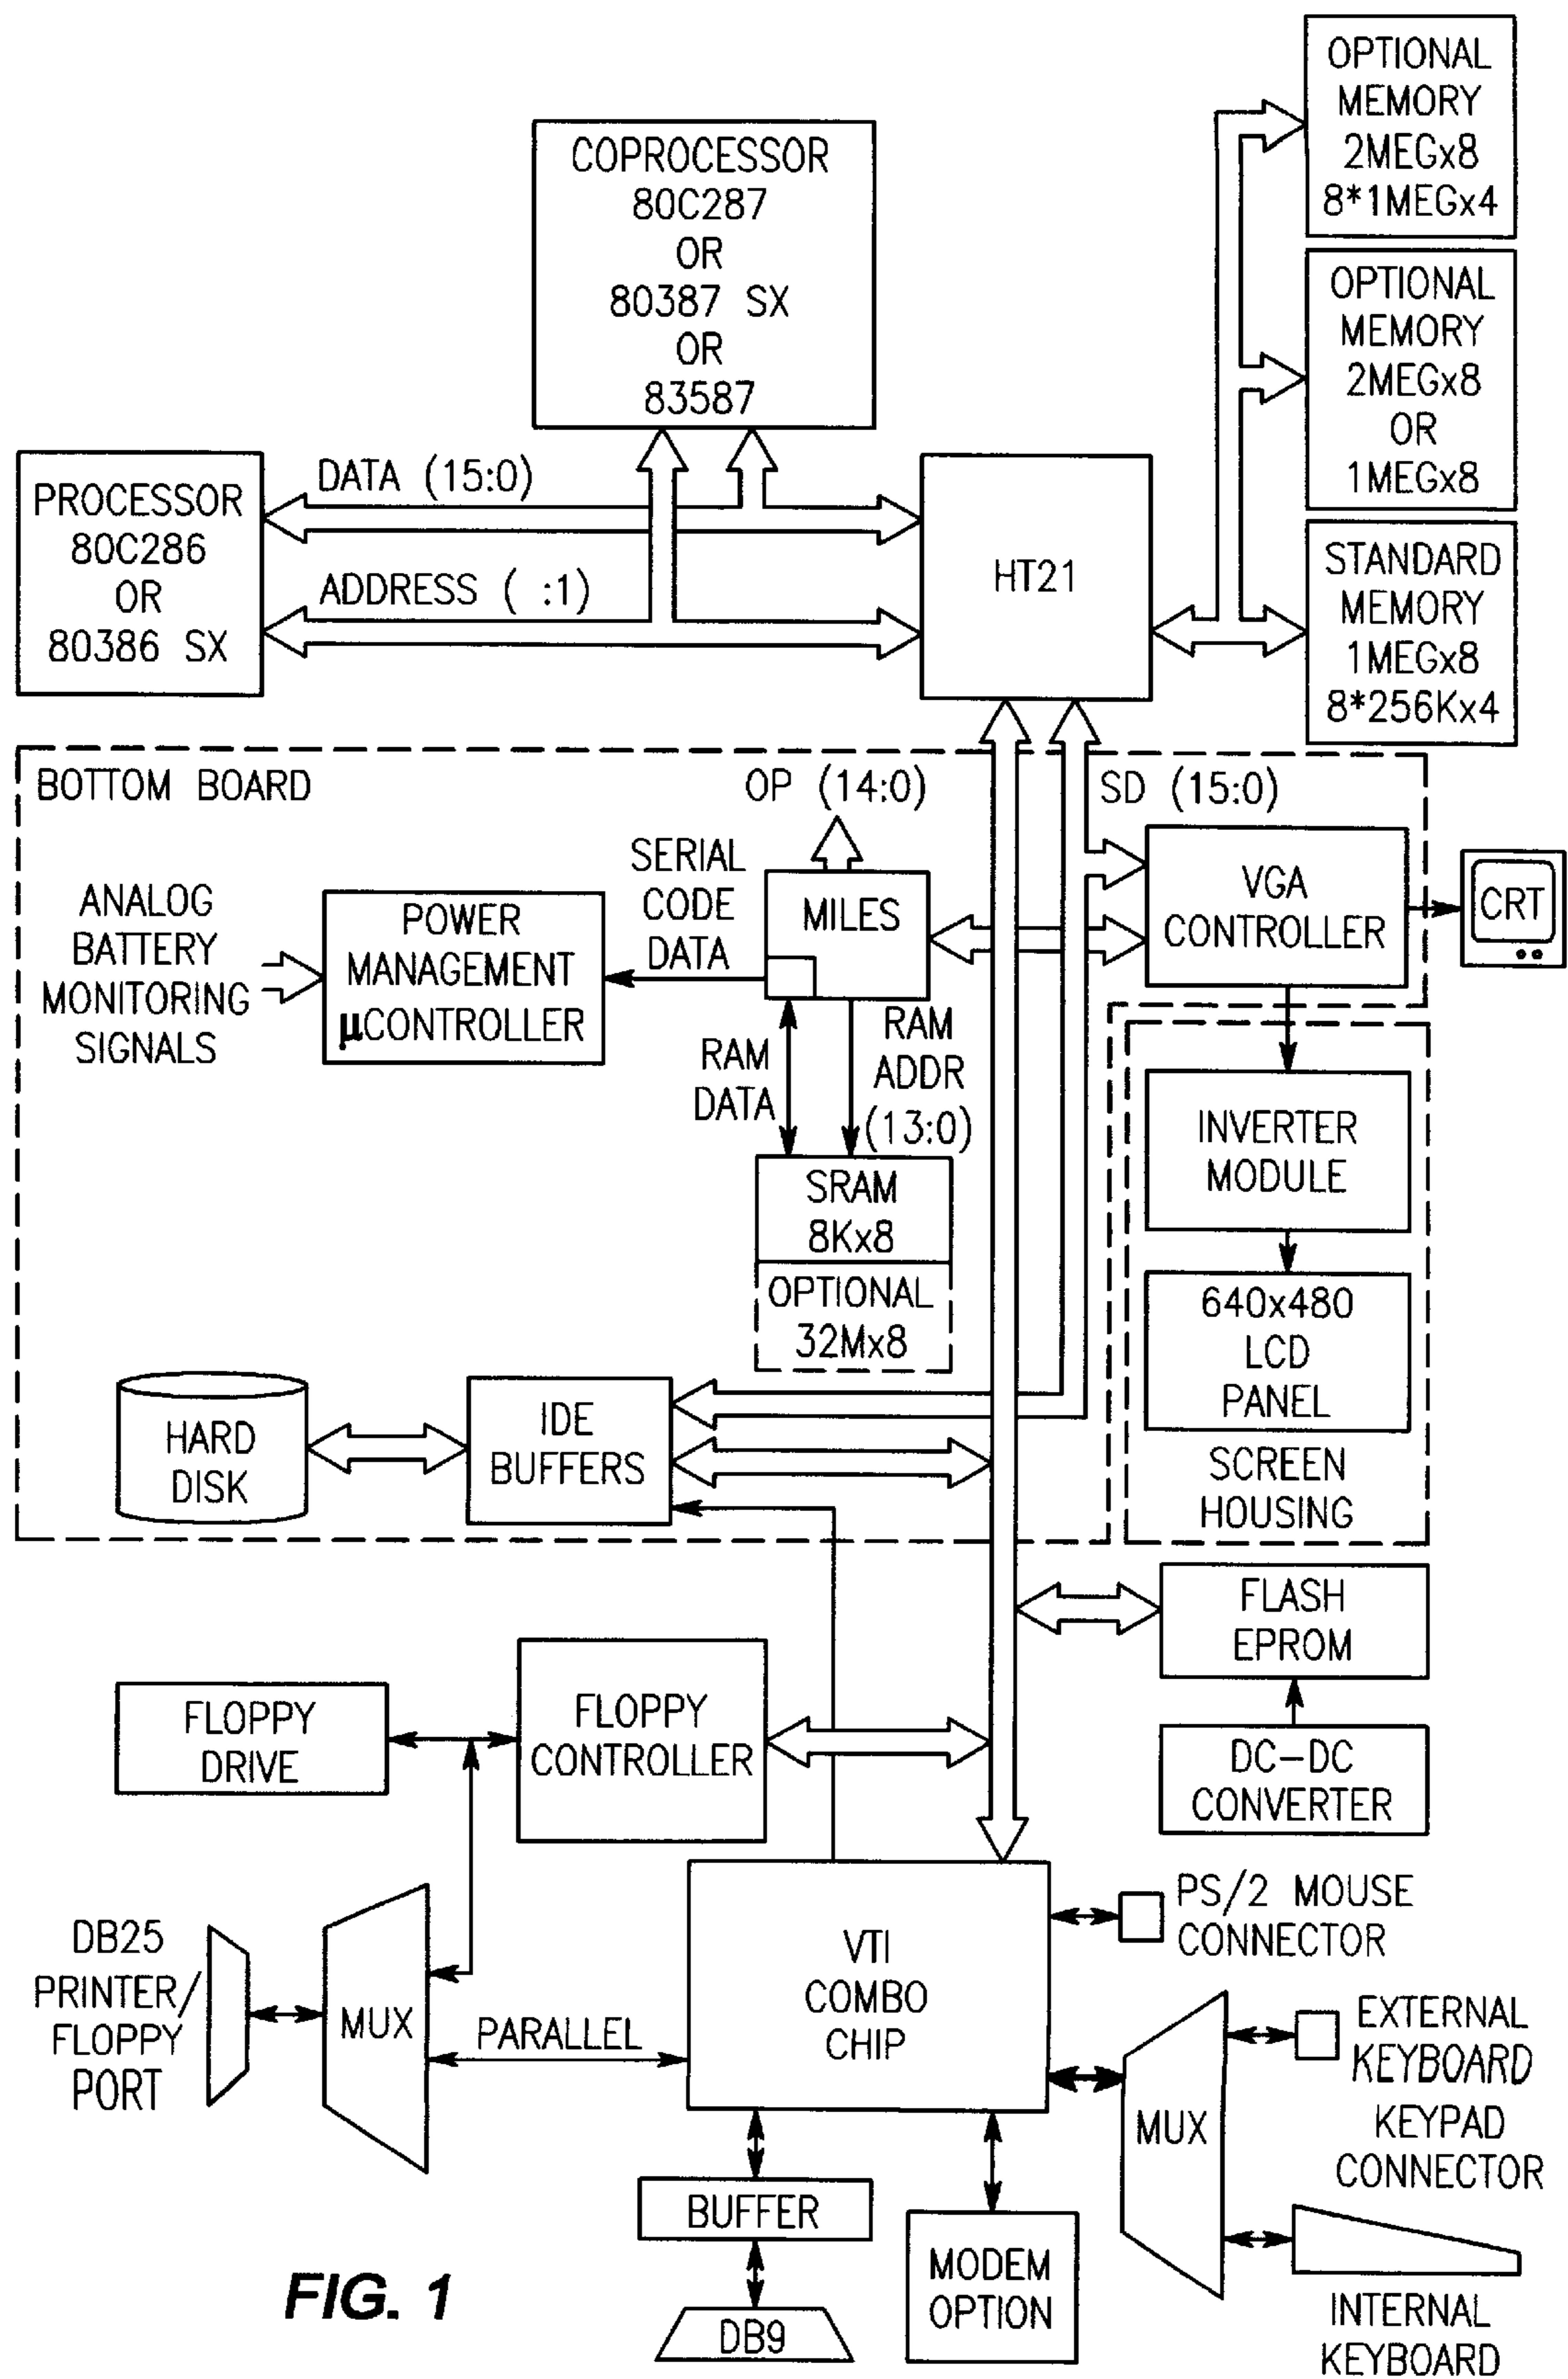 OPTIONAL
MEMORY
2MEGx8
8*1MEGx4
COPROCESSOR
80C287
OR
80387 SX
OR
83587
OPTIONAL
MEMORY
2MEGx8
OR
1MEGx8
PROCESSOR
80C286
OR
80386 SX
DATA (15:0)
ADDRESS ( :1)
HT21
STANDARD
MEMORY
1MEGx8
8*256Kx4
BOTTOM BOARD
OP (14:0)
SD (15:0)
ANALOG
BATTERY
MONITORING
SIGNALS
POWER
MANAGEMENT
μCONTROLLER
SERIAL
CODE
DATA
MILES
VGA
CONTROLLER
CRT
RAM
DATA
RAM
ADDR
(13:0)
SRAM
8Kx8
OPTIONAL
32Mx8
INVERTER
MODULE
640x480
LCD
PANEL
SCREEN
HOUSING
HARD
DISK
IDE
BUFFERS
FLASH
EPROM
DC-DC
CONVERTER
FLOPPY
DRIVE
FLOPPY
CONTROLLER
DB25
PRINTER/
FLOPPY
PORT
MUX
PARALLEL
VTI
COMBO
CHIP
PS/2 MOUSE
CONNECTOR
MUX
EXTERNAL
KEYBOARD
KEYPAD
CONNECTOR
INTERNAL
KEYBOARD
BUFFER
DB9
MODEM
OPTION
FIG. 1